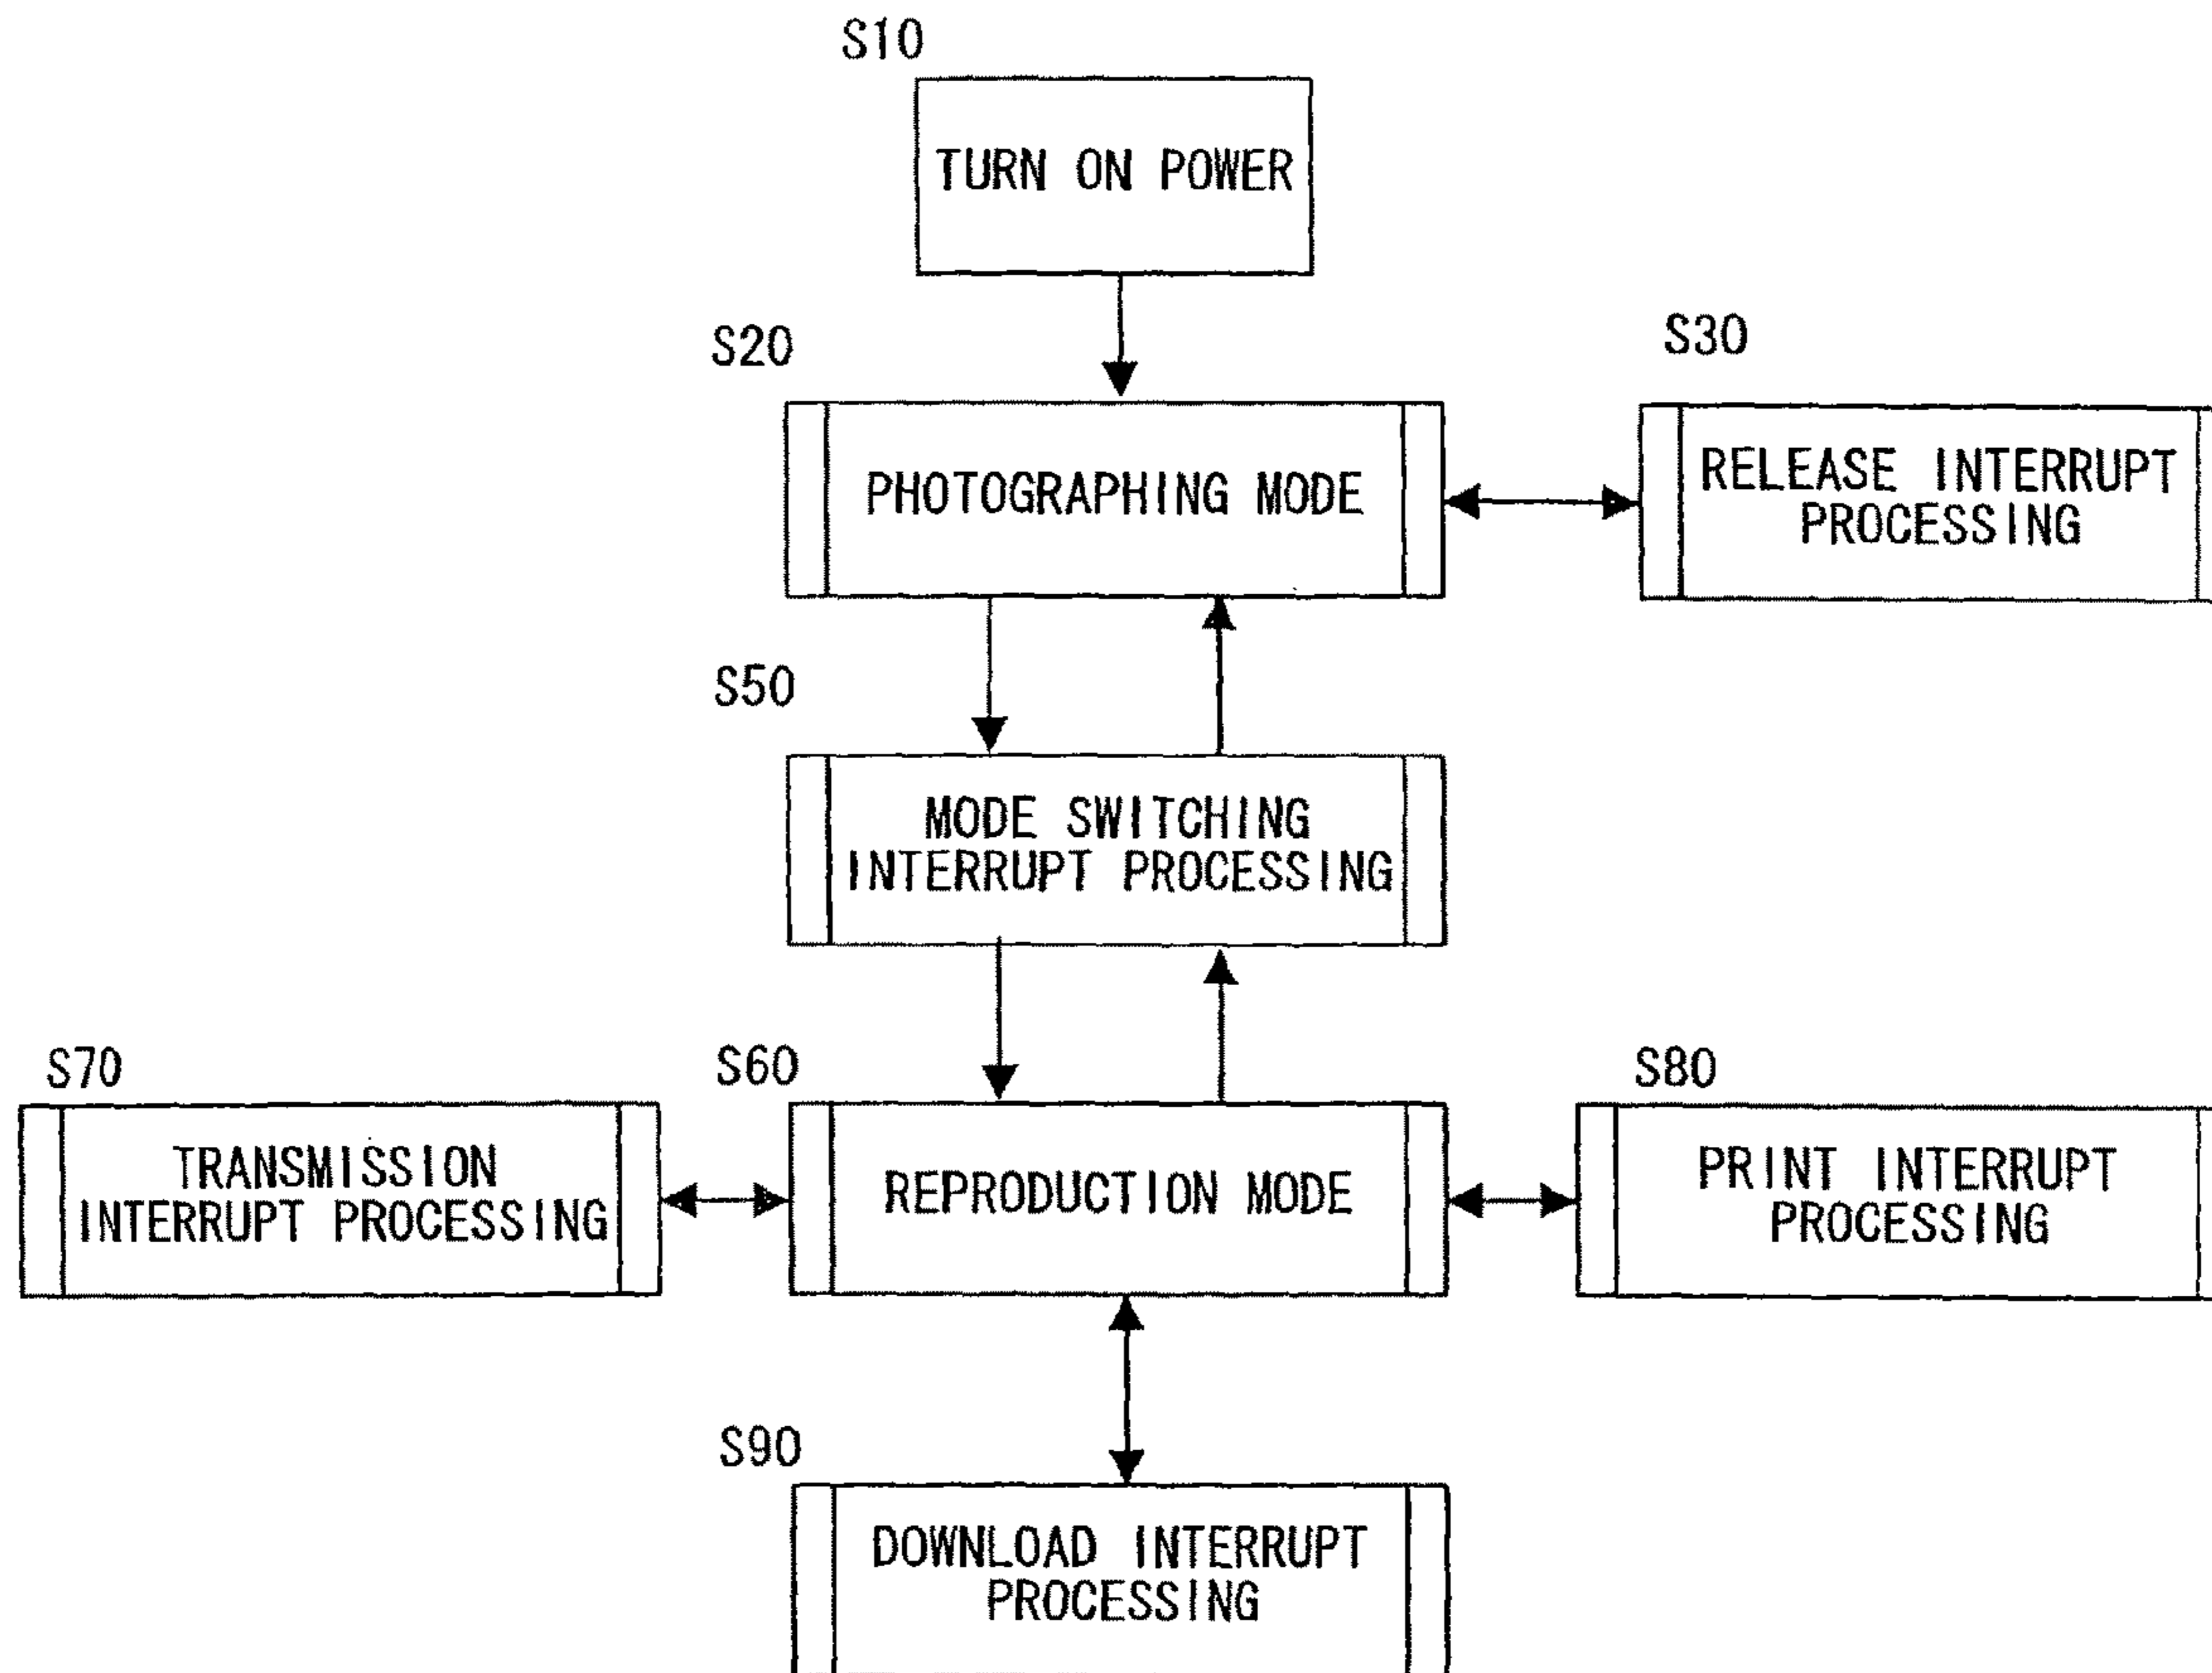 S10
TURN ON POWER
S20
S30
PHOTOGRAPHING MODE
RELEASE INTERRUPT
PROCESSING
S50
MODE SWITCHING
INTERRUPT PROCESSING
S70
S60
S80
TRANSMISSION
INTERRUPT PROCESSING
REPRODUCTION MODE
PRINT INTERRUPT
PROCESSING
S90
DOWNLOAD INTERRUPT
PROCESSING